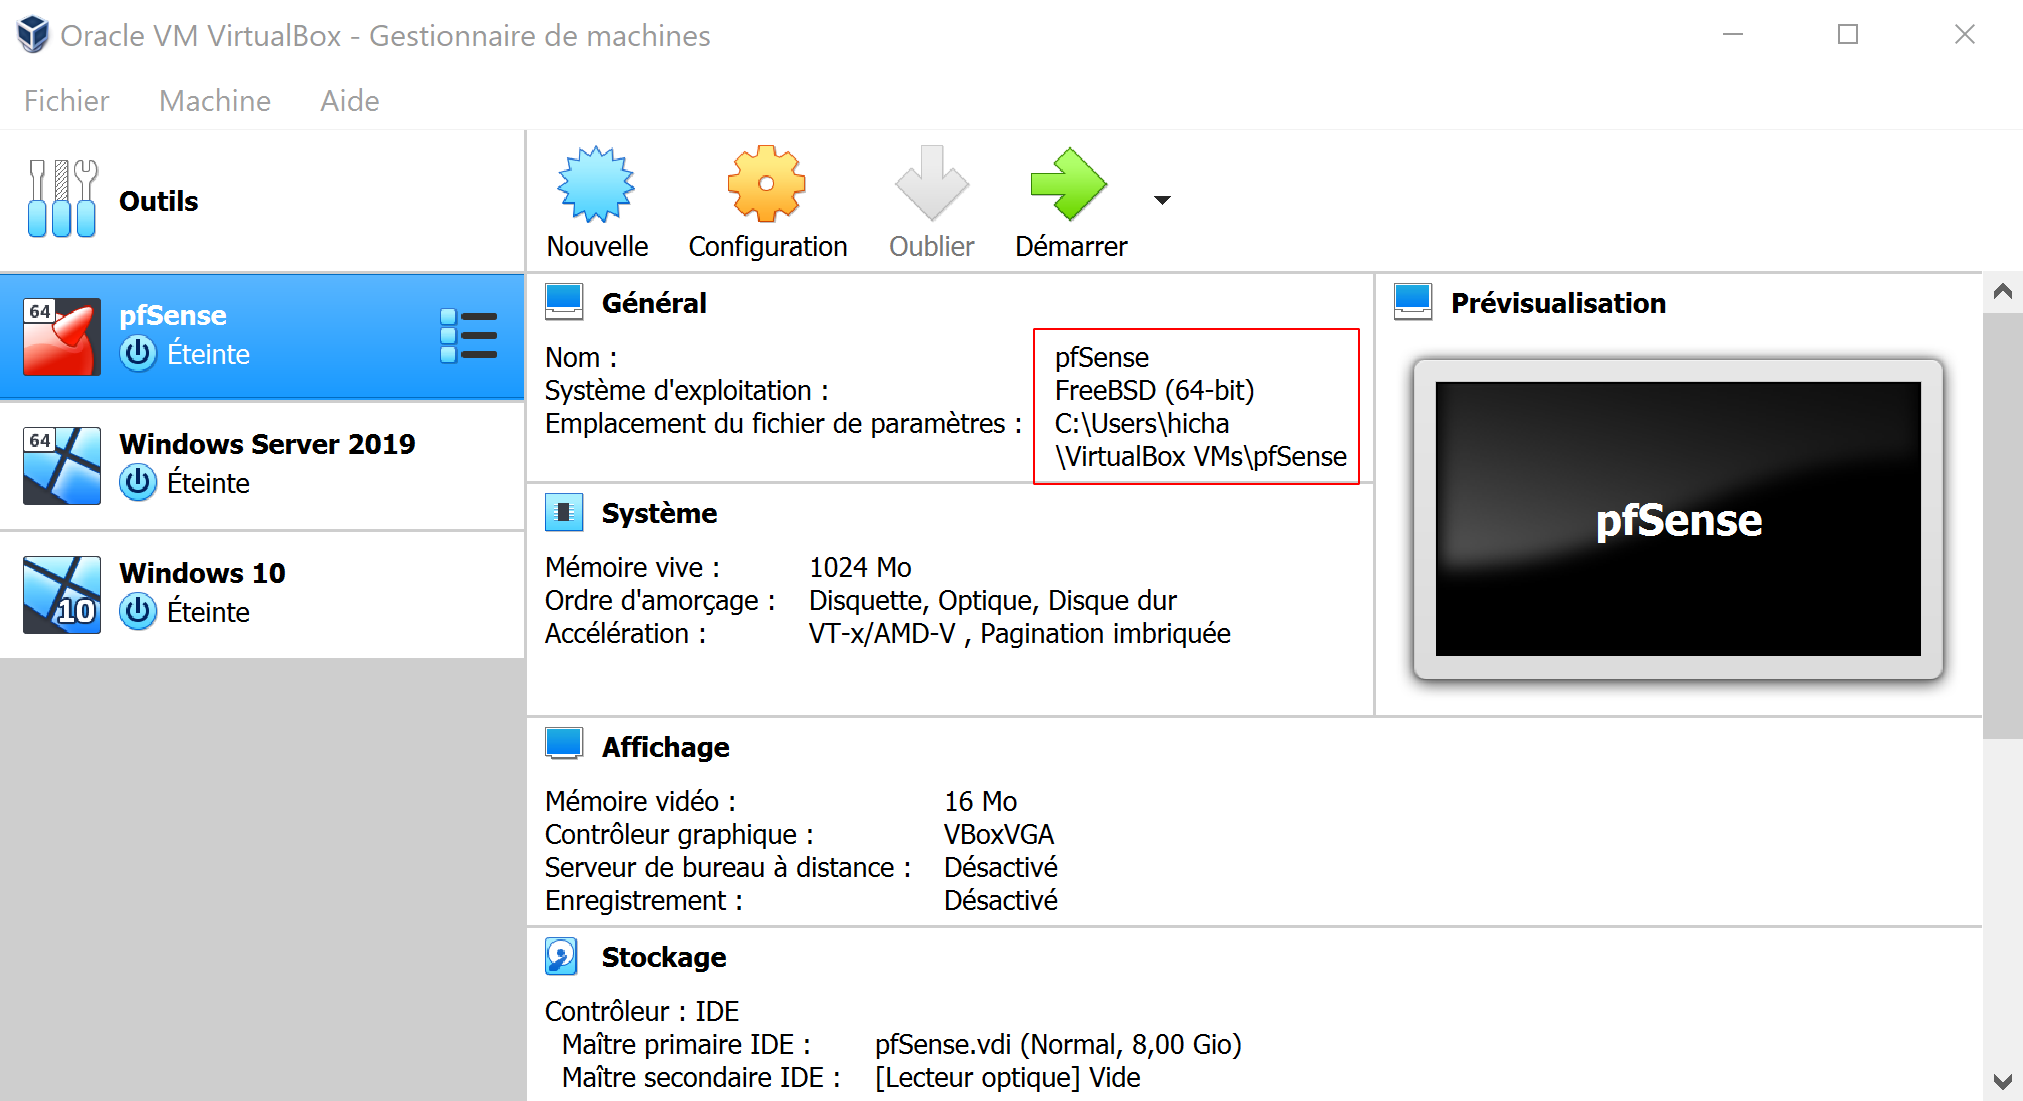 Oracle VM VirtualBox - Gestionnaire de machines
Fichier Machine Aide
Outils
Nouvelle Configuration Oublier Démarrer
64 pfSense
Éteinte
64 Windows Server 2019
Éteinte
10 Windows 10
Éteinte
Général
Nom : pfSense
Système d'exploitation : FreeBSD (64-bit)
Emplacement du fichier de paramètres : C:\Users\hicha
\VirtualBox VMs\pfSense
Prévisualisation
pfSense
Système
Mémoire vive : 1024 Mo
Ordre d'amorçage : Disquette, Optique, Disque dur
Accélération : VT-x/AMD-V , Pagination imbriquée
Affichage
Mémoire vidéo : 16 Mo
Contrôleur graphique : VBoxVGA
Serveur de bureau à distance : Désactivé
Enregistrement : Désactivé
Stockage
Contrôleur : IDE
Maître primaire IDE : pfSense.vdi (Normal, 8,00 Gio)
Maître secondaire IDE : [Lecteur optique] Vide